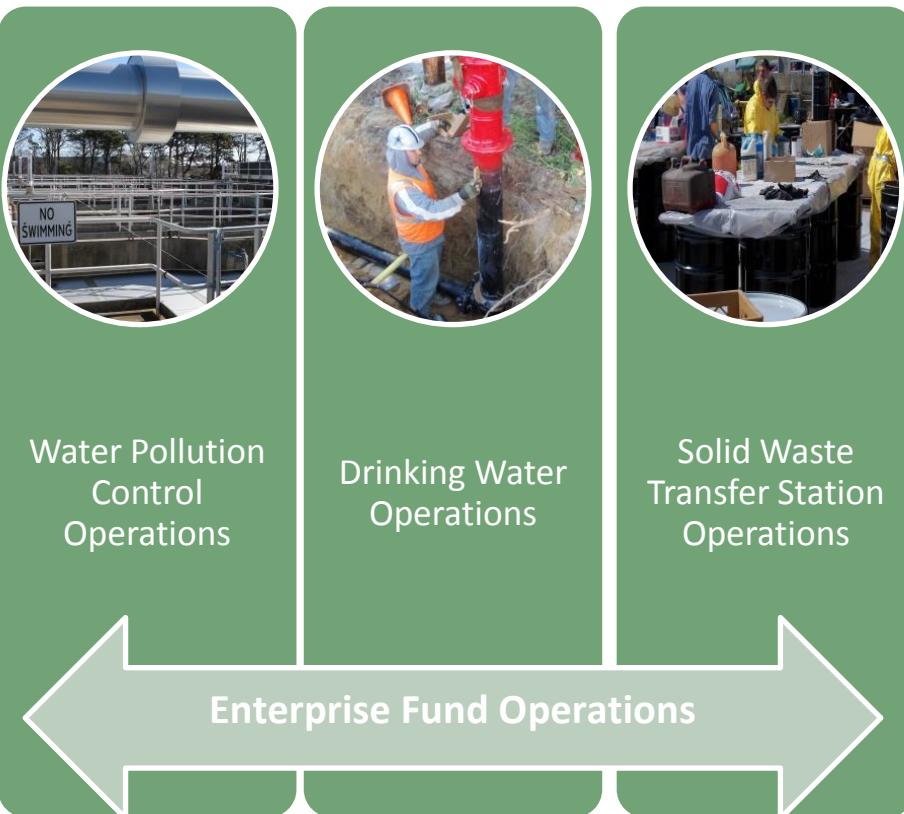 NO
SWIMMING
Water Pollution
Control
Operations
Drinking Water
Operations
Solid Waste
Transfer Station
Operations
Enterprise Fund Operations